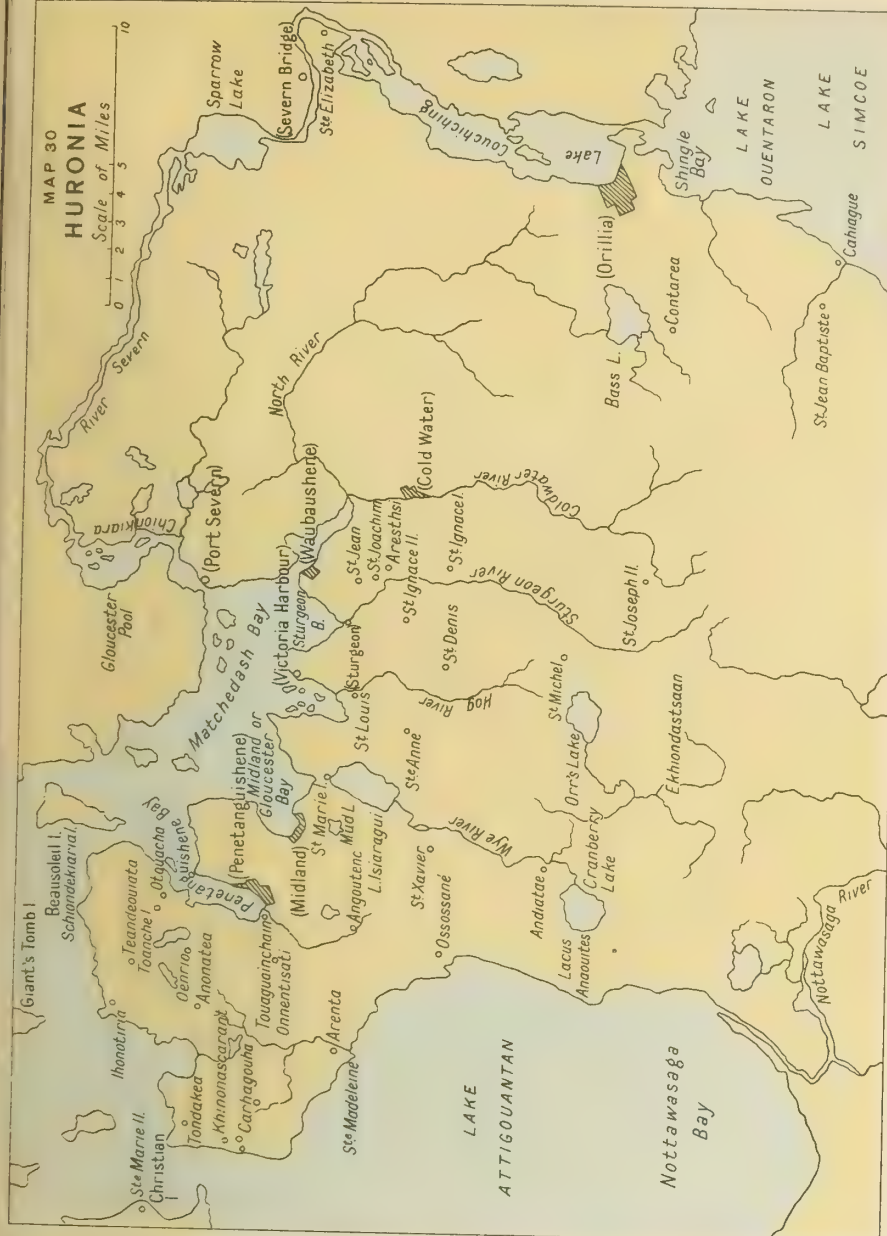 MAP 30
HURONIA
Scale of Miles
0 1 2 3 4 5 10
Giant's Tomb I
Beausoleil I.
Schiondekiaria I.
Gloucester
Pool
River Severn
Sparrow
Lake
(Severn Bridge)
Ste Elizabeth
Chionkiara
(Port Severn)
Matchedash Bay
Ste Marie II.
Christian
I
Ihonotiria
Teandeouiata
Toanche I
Otouacha
Penetanguishene Bay
(Penetanguishene)
Midland or
Gloucester
Bay
(Victoria Harbour)
Sturgeon
B.
(Waubaushene)
North River
Couchiching
Lake
Tondakea
Khinonascarant
Carhagouha
Oenrio
Anonatea
Touaguainchain
Onnentisati
(Midland)
St Marie I.
Mud L
Angoutenc
L. Isiaragui
St Louis
(Sturgeon)
St Jean
St Joachim
Aresthsi
St Ignace II.
(Cold Water)
St Ignace I.
Coldwater River
Arenta
Ste Madeleine
Ossossané
St Xavier
Ste Anne
Wye River
Hog River
St Denis
Sturgeon River
(Orillia)
Shingle
Bay
Bass L.
Contarea
LAKE
ATTIGOUANTAN
Lacus
Anaouites
Andiatae
Cranberry
Lake
Orr's Lake
St Michel
St Joseph II.
Ekhiondastsaan
LAKE
OUENTARON
LAKE
SIMCOE
St Jean Baptiste
Cahiague
Nottawasaga
Bay
Nottawasaga River